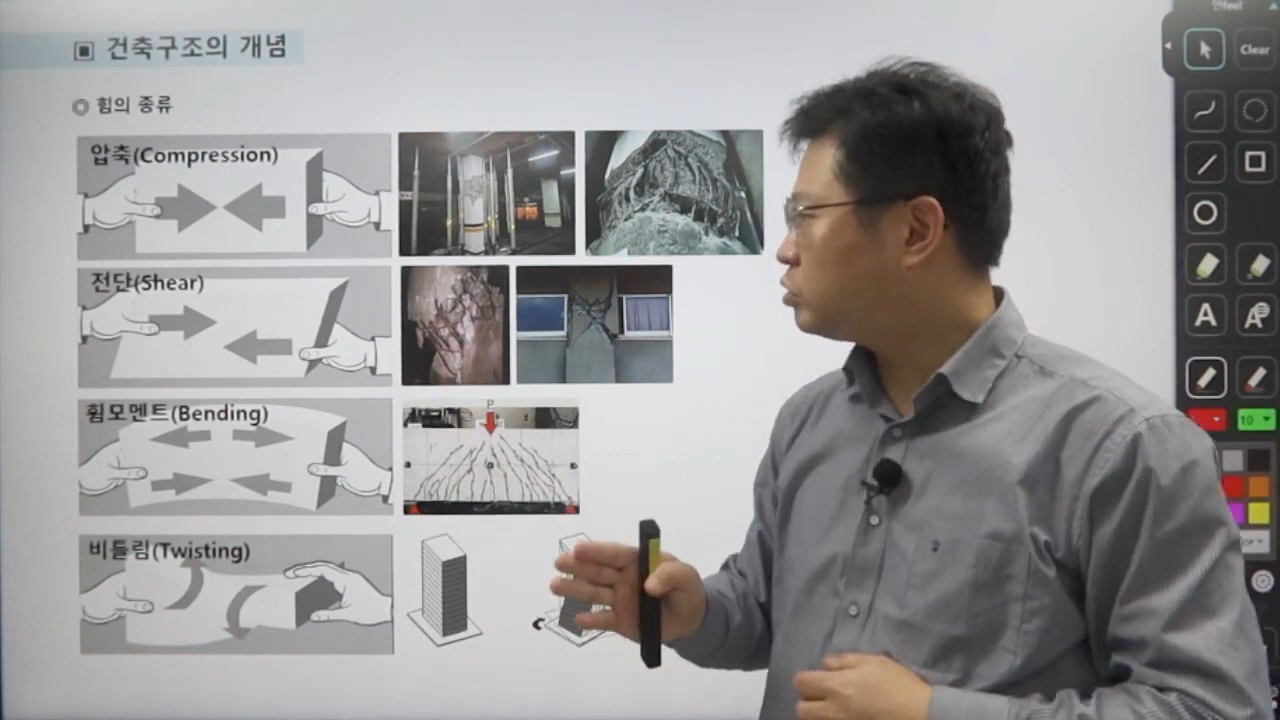 건축구조의 개념
힘의 종류
압축(Compression)
전단(Shear)
휨모멘트(Bending)
P
비틀림(Twisting)
Clear
A
A
10